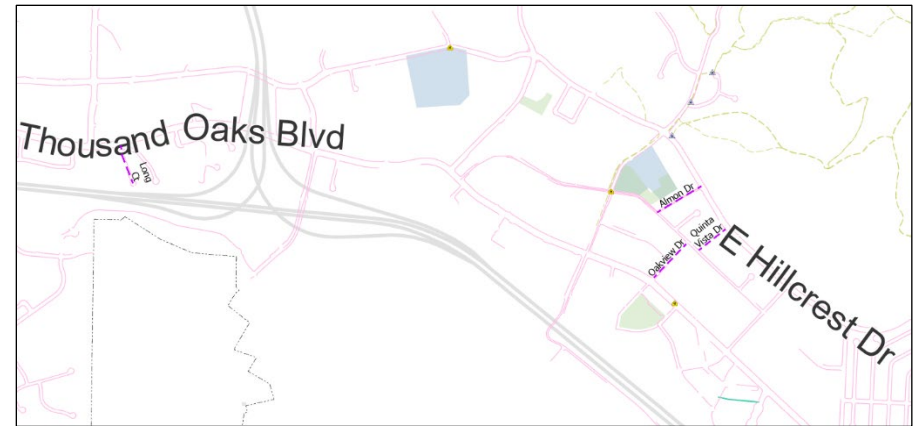 Thousand Oaks Blvd
Long
Ct
Almon Dr
Quinta
Vista Dr
Oakview Dr
E Hillcrest Dr